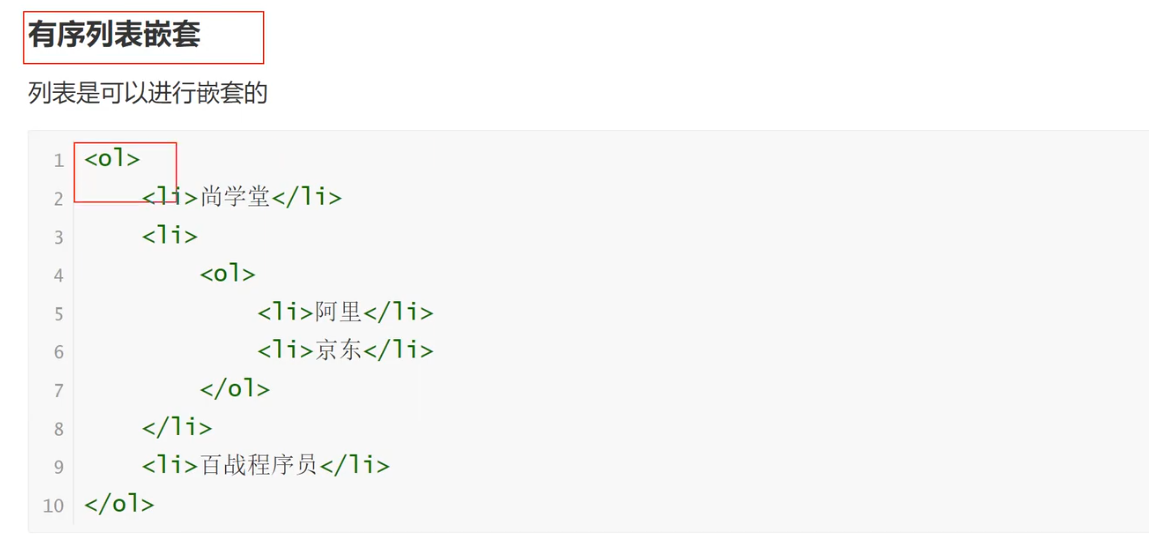 有序列表嵌套
列表是可以进行嵌套的
1 <ol>
2     <li>尚学堂</li>
3     <li>
4         <ol>
5             <li>阿里</li>
6             <li>京东</li>
7         </ol>
8     </li>
9     <li>百战程序员</li>
10 </ol>